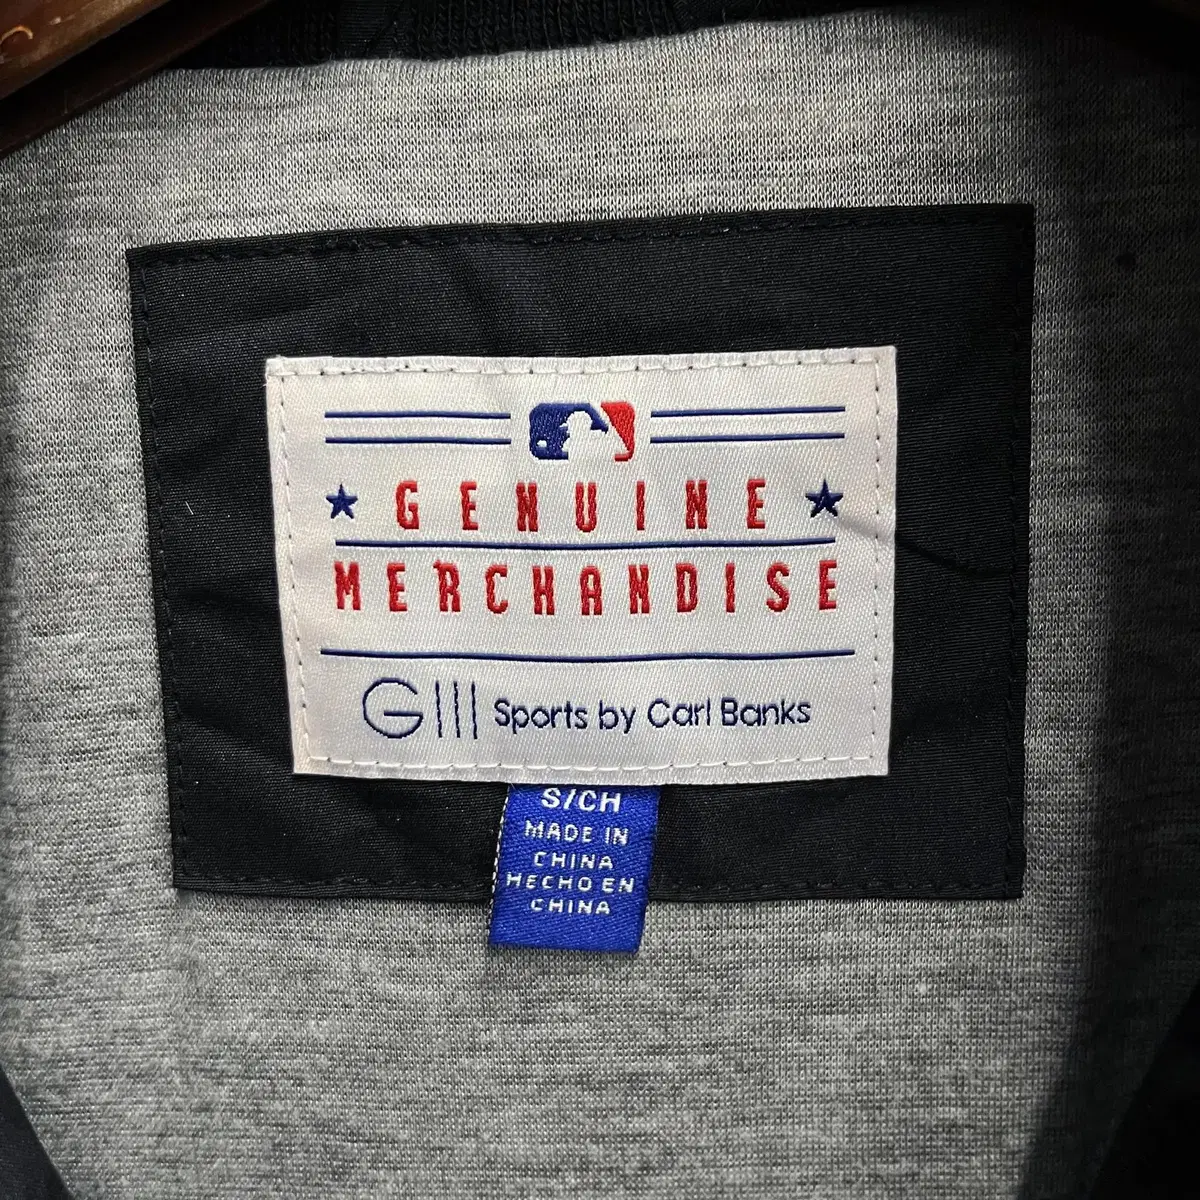 GENUINE
MERCHANDISE
GIII Sports by Carl Banks
S/CH
MADE IN
CHINA
HECHO EN
CHINA